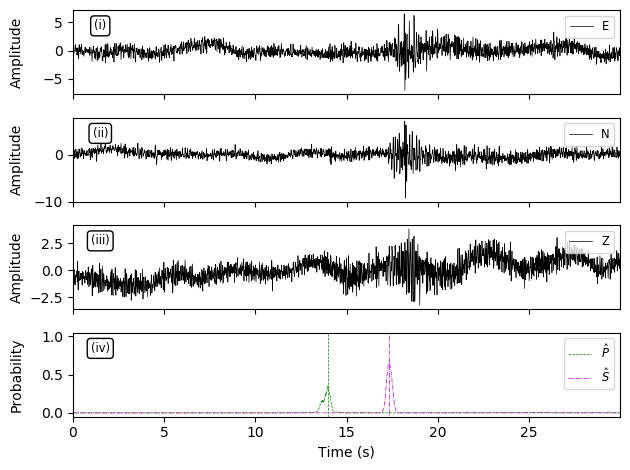 (i)
E
Amplitude
5
0
−5
(ii)
N
Amplitude
0
−10
(iii)
Z
Amplitude
2.5
0.0
−2.5
(iv)
P̂
Ŝ
Probability
1.0
0.5
0.0
0 5 10 15 20 25
Time (s)